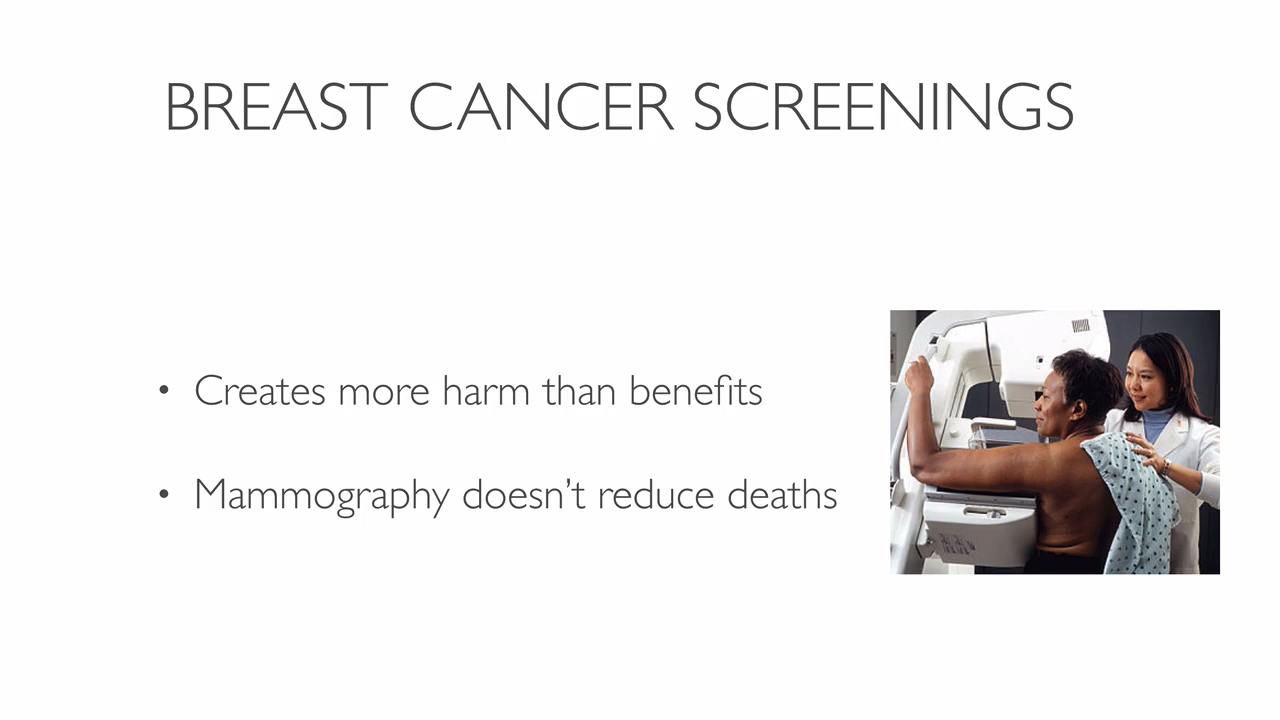 BREAST CANCER SCREENINGS
• Creates more harm than benefits
• Mammography doesn’t reduce deaths